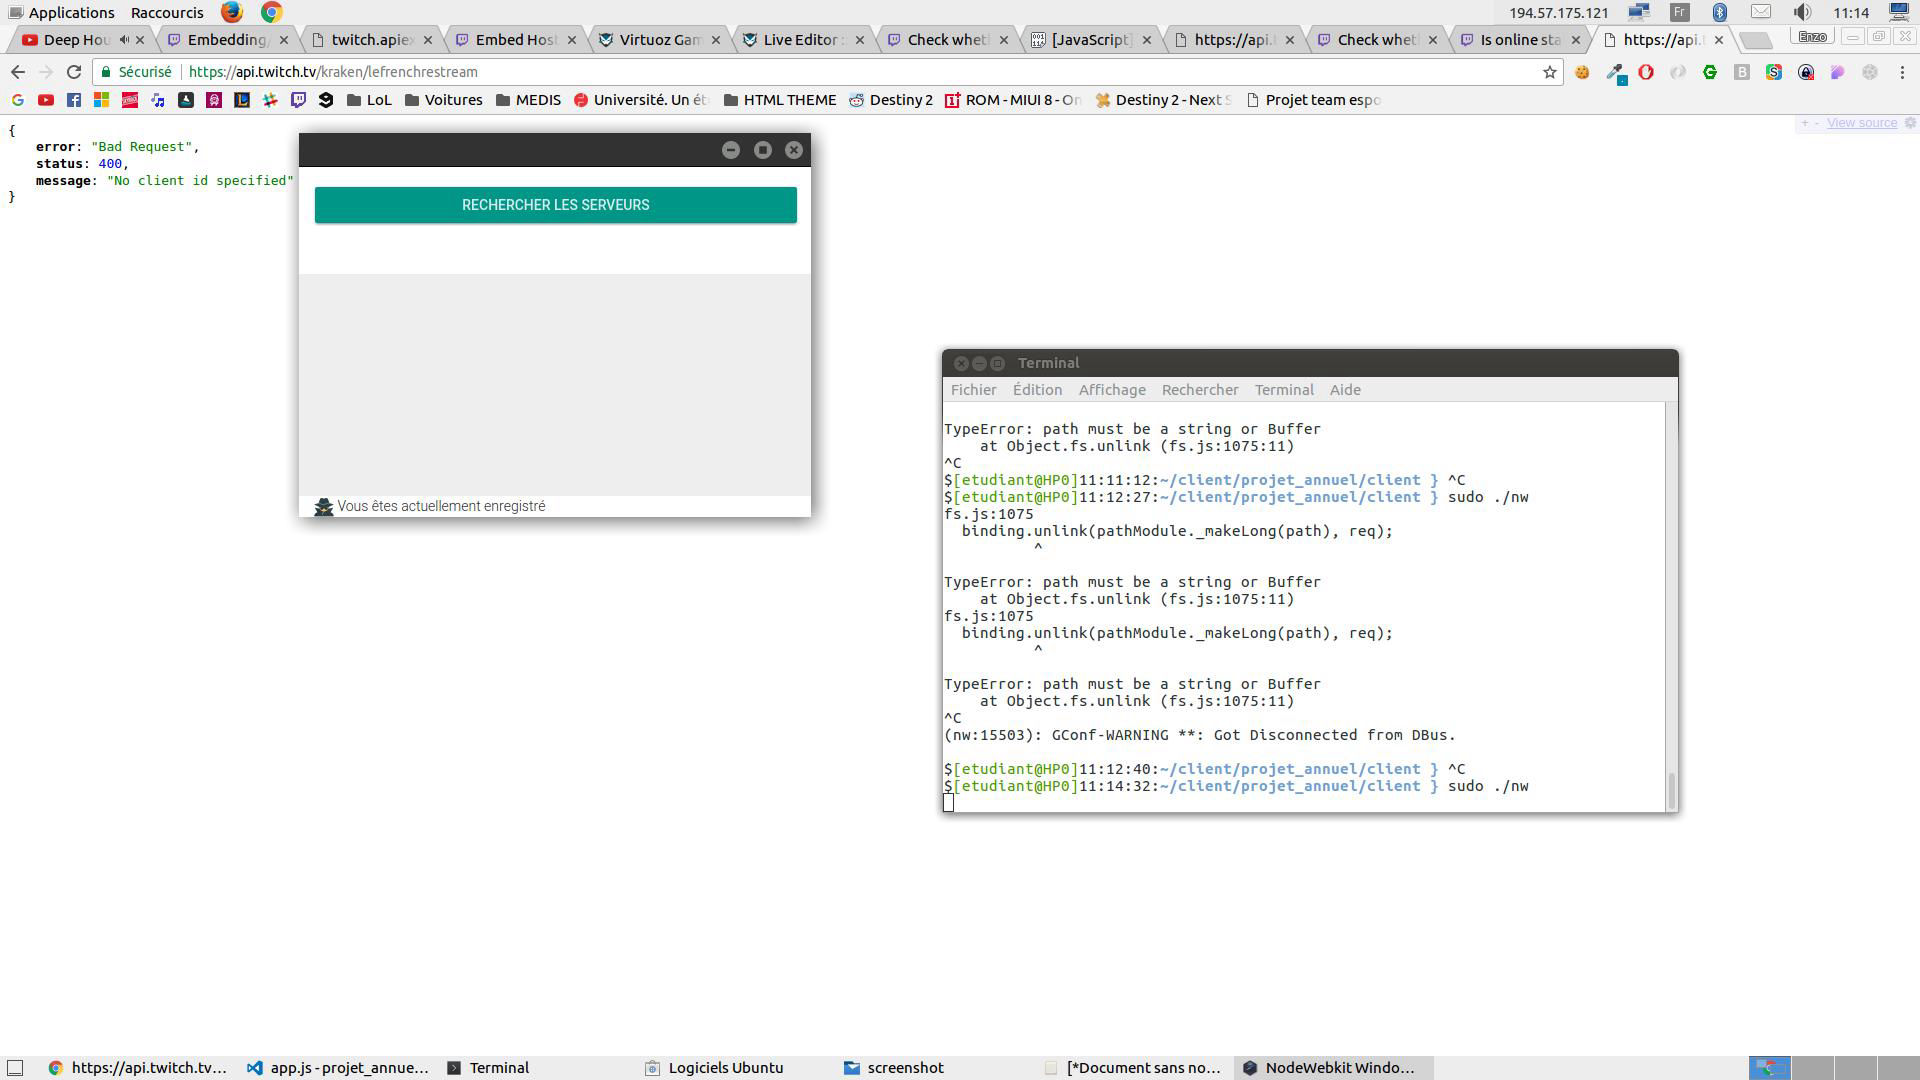 Applications Raccourcis 194.57.175.121 Fr 11:14
Deep Hou Embedding twitch.apiex Embed Host Virtuoz Gam Live Editor : Check wheth [JavaScript] https://api.t Check wheth Is online sta https://api. Enzo
Sécurisé https://api.twitch.tv/kraken/lefrenchrestream
LoL Voitures MEDIS Université. Un ét HTML THEME Destiny 2 ROM - MIUI 8 - On Destiny 2 - Next S Projet team espo
+ - View source
{
error: "Bad Request",
status: 400,
message: "No client id specified"
}
RECHERCHER LES SERVEURS
Vous êtes actuellement enregistré
Terminal
Fichier Édition Affichage Rechercher Terminal Aide
TypeError: path must be a string or Buffer
at Object.fs.unlink (fs.js:1075:11)
^C
$[etudiant@HP0]11:11:12:~/client/projet_annuel/client } ^C
$[etudiant@HP0]11:12:27:~/client/projet_annuel/client } sudo ./nw
fs.js:1075
binding.unlink(pathModule._makeLong(path), req);
^
TypeError: path must be a string or Buffer
at Object.fs.unlink (fs.js:1075:11)
fs.js:1075
binding.unlink(pathModule._makeLong(path), req);
^
TypeError: path must be a string or Buffer
at Object.fs.unlink (fs.js:1075:11)
^C
(nw:15503): GConf-WARNING **: Got Disconnected from DBus.
$[etudiant@HP0]11:12:40:~/client/projet_annuel/client } ^C
$[etudiant@HP0]11:14:32:~/client/projet_annuel/client } sudo ./nw
https://api.twitch.tv... app.js - projet_annue... Terminal Logiciels Ubuntu screenshot [*Document sans no... NodeWebkit Windo...